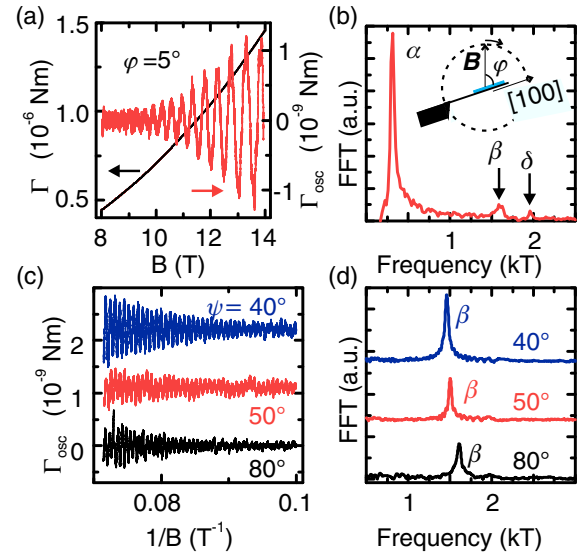 (a)
φ = 5°
Γ (10⁻⁶ Nm)
1.5
1.0
0.5
Γosc (10⁻⁹ Nm)
1
0
-1
8 10 12 14
B (T)
(b)
α
B
φ
[100]
β
δ
FFT (a.u.)
1 2
Frequency (kT)
(c)
ψ = 40°
50°
80°
Γosc (10⁻⁹ Nm)
2
1
0
0.08 0.1
1/B (T⁻¹)
(d)
β
40°
β
50°
β
80°
FFT (a.u.)
1 2
Frequency (kT)